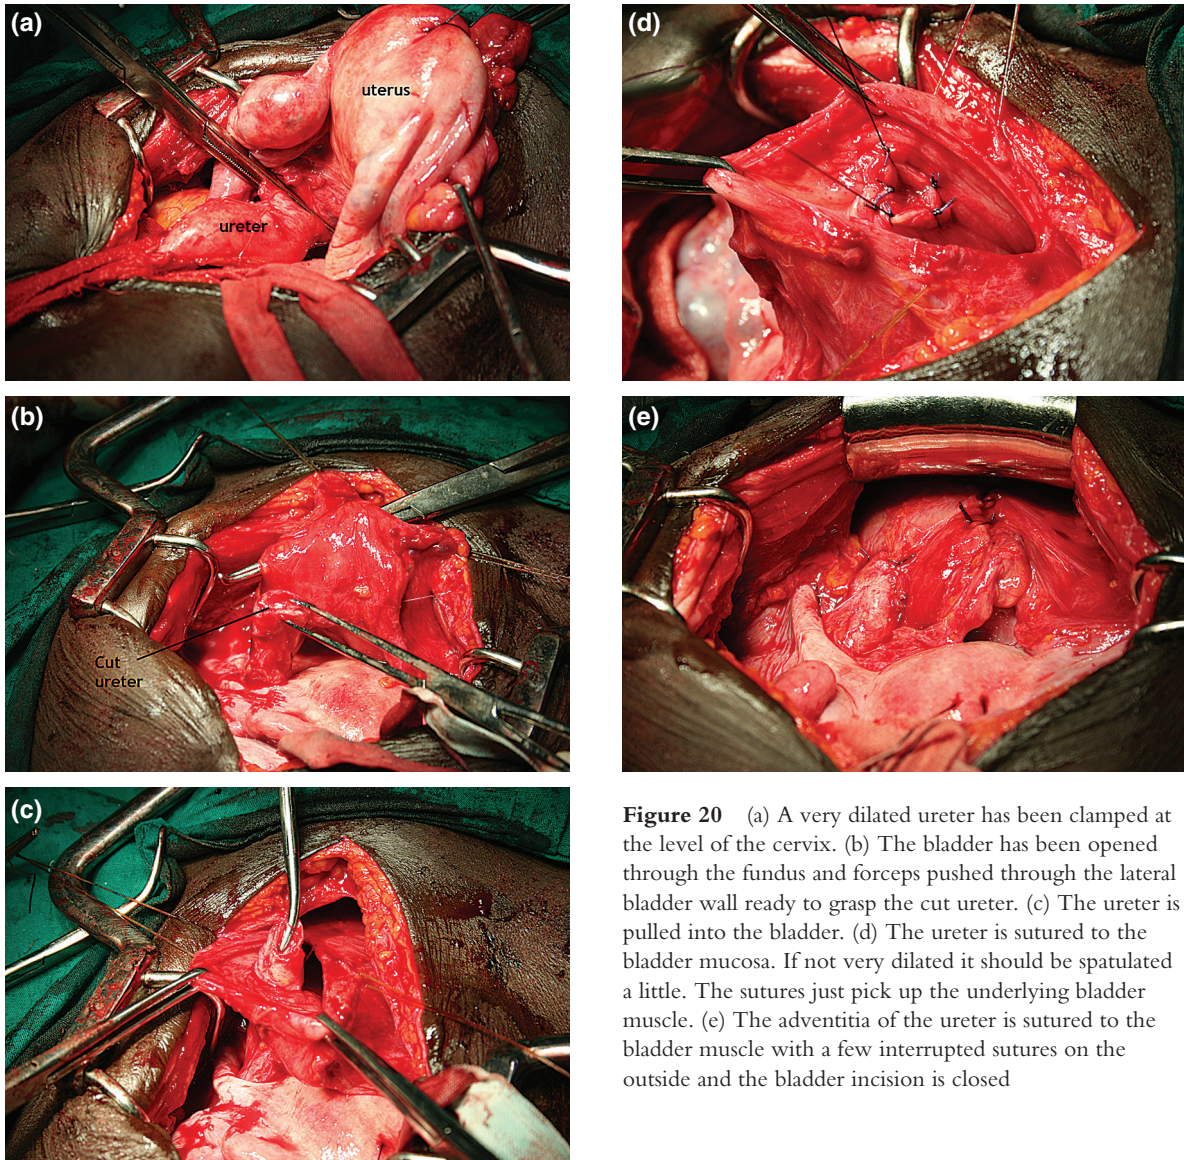 (a)
uterus
ureter
(b)
Cut
ureter
(c)
(d)
(e)
Figure 20 (a) A very dilated ureter has been clamped at
the level of the cervix. (b) The bladder has been opened
through the fundus and forceps pushed through the lateral
bladder wall ready to grasp the cut ureter. (c) The ureter is
pulled into the bladder. (d) The ureter is sutured to the
bladder mucosa. If not very dilated it should be spatulated
a little. The sutures just pick up the underlying bladder
muscle. (e) The adventitia of the ureter is sutured to the
bladder muscle with a few interrupted sutures on the
outside and the bladder incision is closed